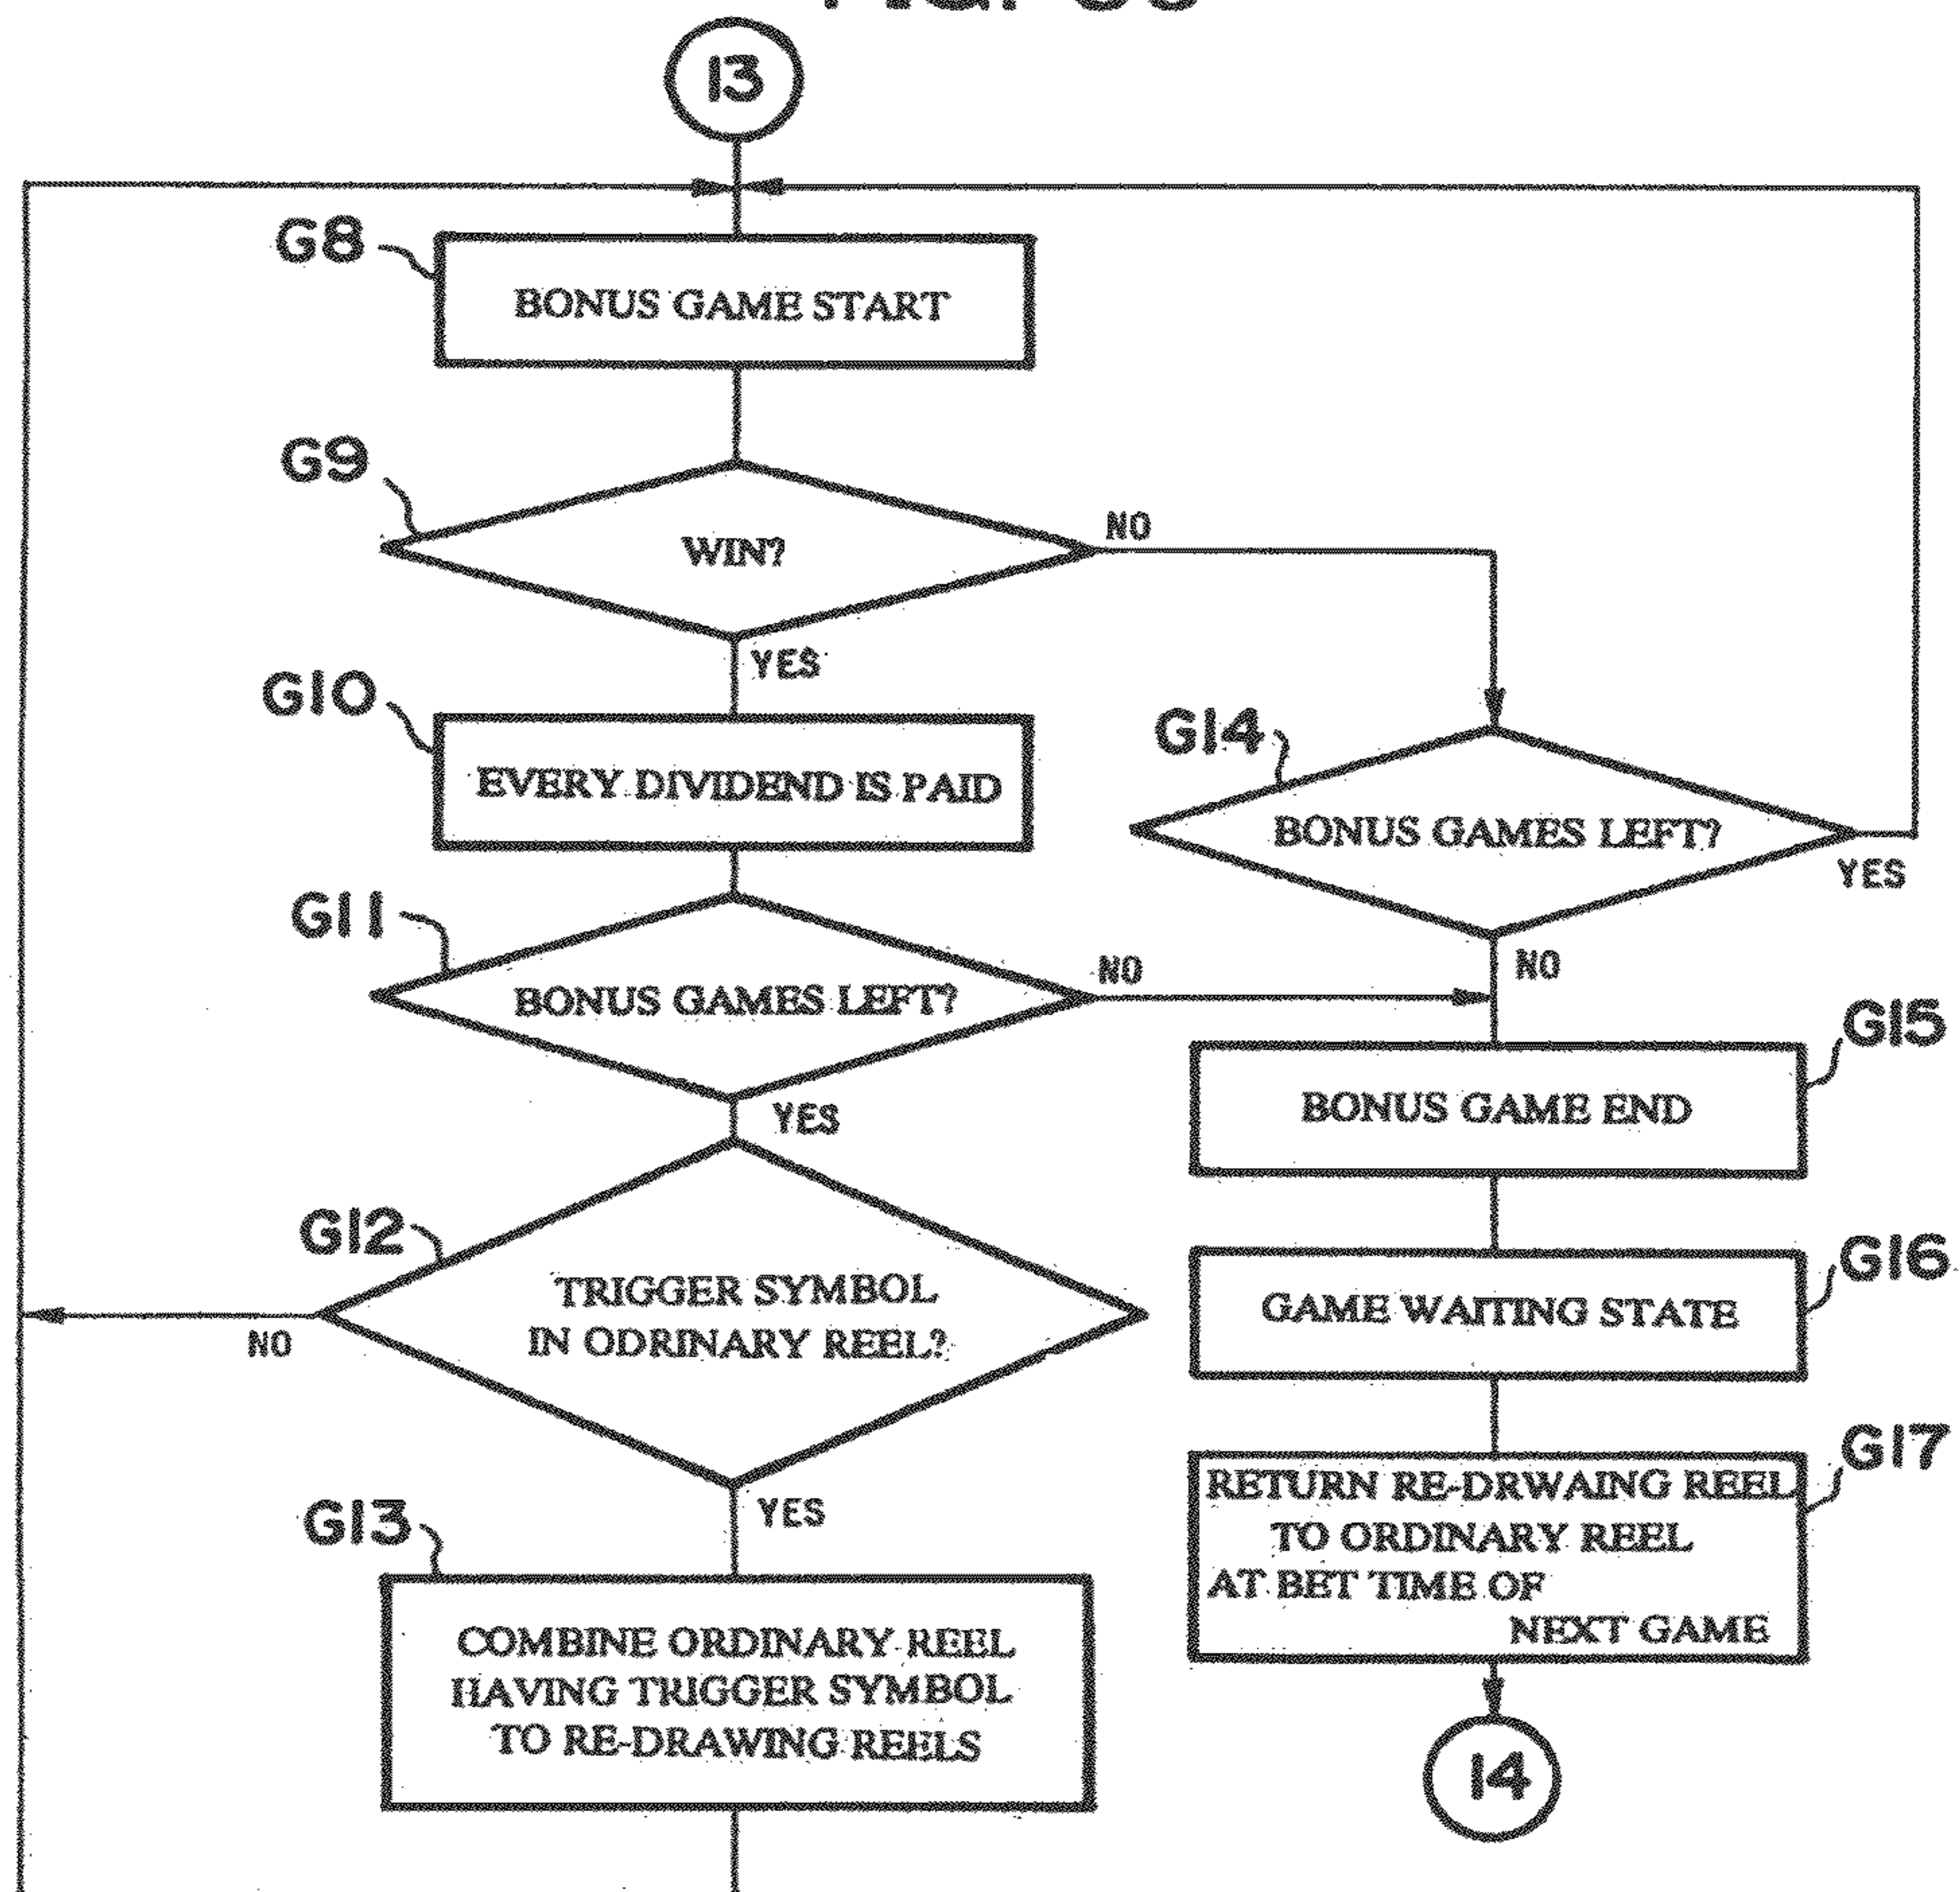 13
G8
BONUS GAME START
G9
WIN?
NO
YES
G10
EVERY DIVIDEND IS PAID
G14
BONUS GAMES LEFT?
YES
G11
BONUS GAMES LEFT?
NO
NO
YES
G15
BONUS GAME END
G12
TRIGGER SYMBOL
IN ODRINARY REEL?
NO
YES
G16
GAME WAITING STATE
G17
RETURN RE-DRWAING REEL
TO ORDINARY REEL
AT BET TIME OF
NEXT GAME
G13
COMBINE ORDINARY REEL
HAVING TRIGGER SYMBOL
TO RE-DRAWING REELS
14